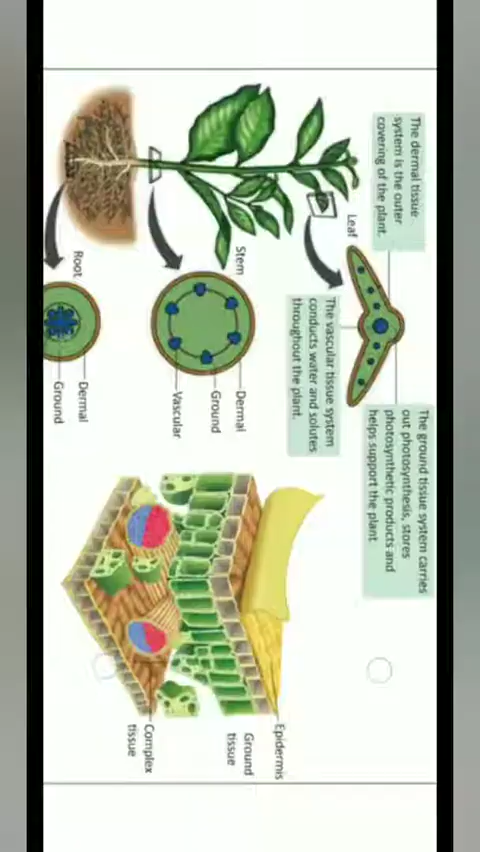 The dermal tissue
system is the outer
covering of the plant.
Leaf
The vascular tissue system
conducts water and solutes
throughout the plant.
The ground tissue system carries
out photosynthesis, stores
photosynthetic products and
helps support the plant
Stem
Dermal
Ground
Vascular
Root
Dermal
Ground
Epidermis
Ground
tissue
Complex
tissue